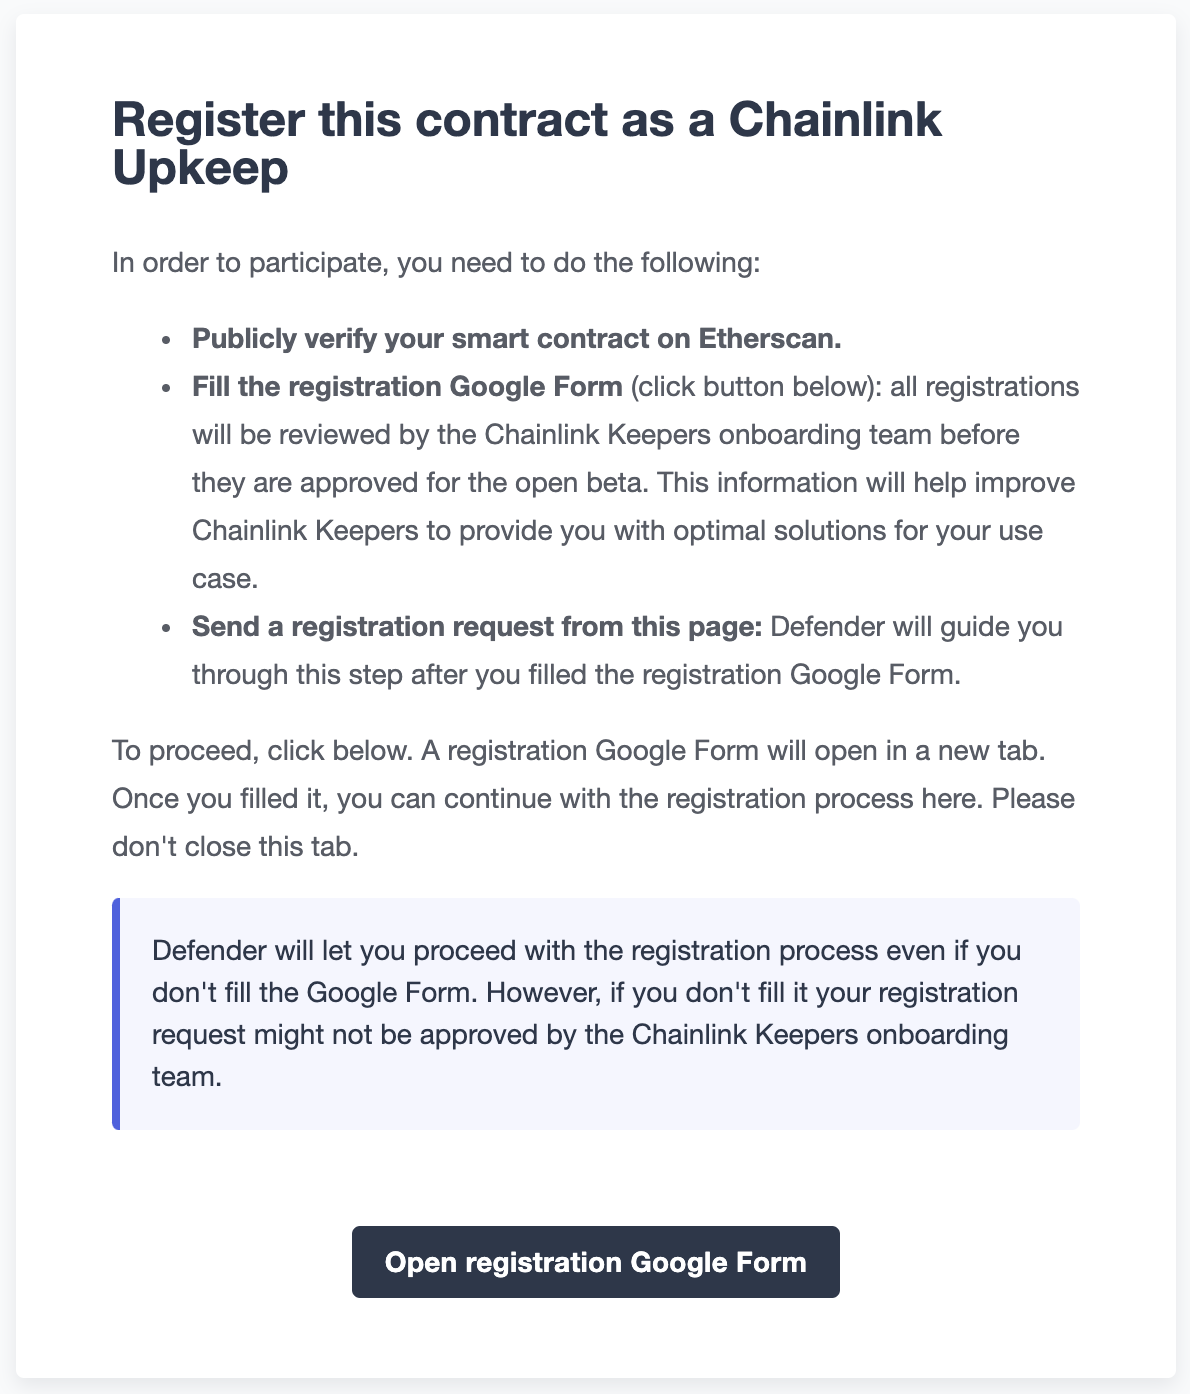 Register this contract as a Chainlink
Upkeep
In order to participate, you need to do the following:
• Publicly verify your smart contract on Etherscan.
• Fill the registration Google Form (click button below): all registrations
will be reviewed by the Chainlink Keepers onboarding team before
they are approved for the open beta. This information will help improve
Chainlink Keepers to provide you with optimal solutions for your use
case.
• Send a registration request from this page: Defender will guide you
through this step after you filled the registration Google Form.
To proceed, click below. A registration Google Form will open in a new tab.
Once you filled it, you can continue with the registration process here. Please
don't close this tab.
Defender will let you proceed with the registration process even if you
don't fill the Google Form. However, if you don't fill it your registration
request might not be approved by the Chainlink Keepers onboarding
team.
Open registration Google Form